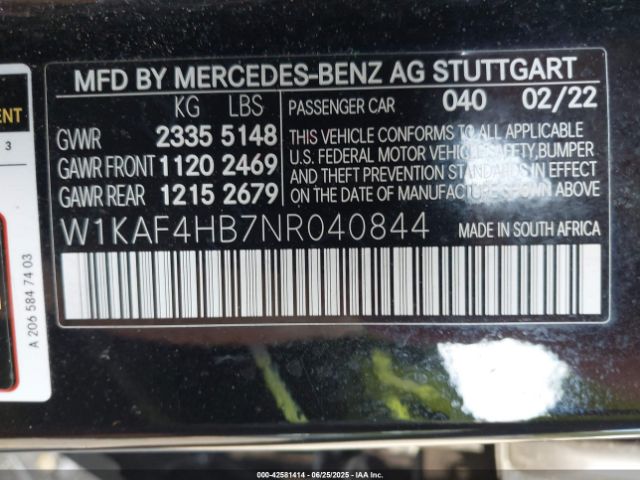 MFD BY MERCEDES-BENZ AG STUTTGART
KG LBS
PASSENGER CAR 040 02/22
GVWR 2335 5148
GAWR FRONT 1120 2469
GAWR REAR 1215 2679
THIS VEHICLE CONFORMS TO ALL APPLICABLE
U.S. FEDERAL MOTOR VEHICLE SAFETY, BUMPER
AND THEFT PREVENTION STANDARDS IN EFFECT
ON THE DATE OF MANUFACTURE SHOWN ABOVE.
W1KAF4HB7NR040844
MADE IN SOUTH AFRICA
3
A 206 584 74 03
000-42581414 - 06/25/2025 - IAA, Inc.